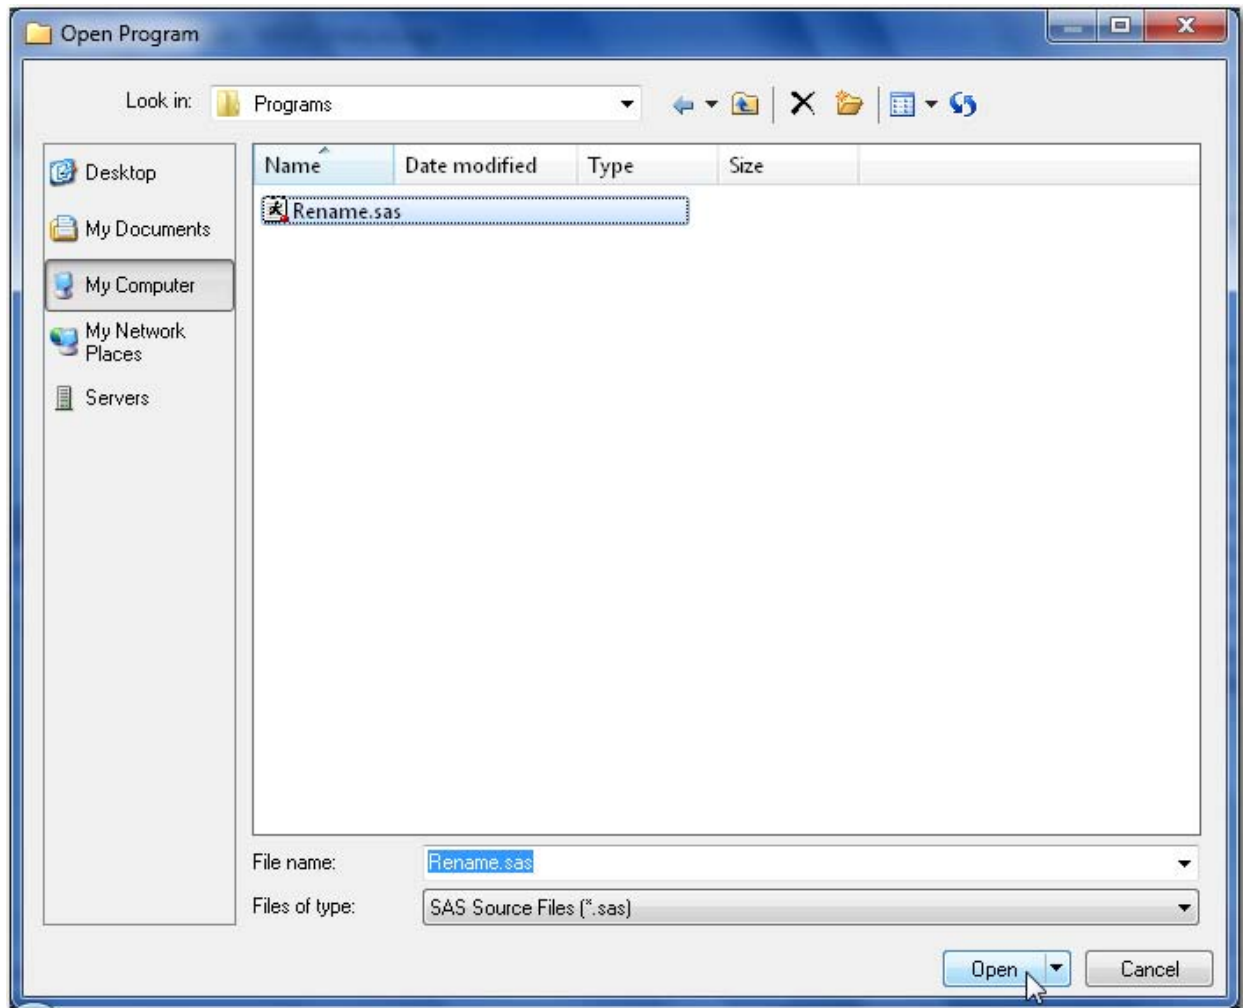 Open Program
Look in: Programs
Desktop
My Documents
My Computer
My Network
Places
Servers
Name Date modified Type Size
Rename.sas
File name: Rename.sas
Files of type: SAS Source Files (*.sas)
Open Cancel